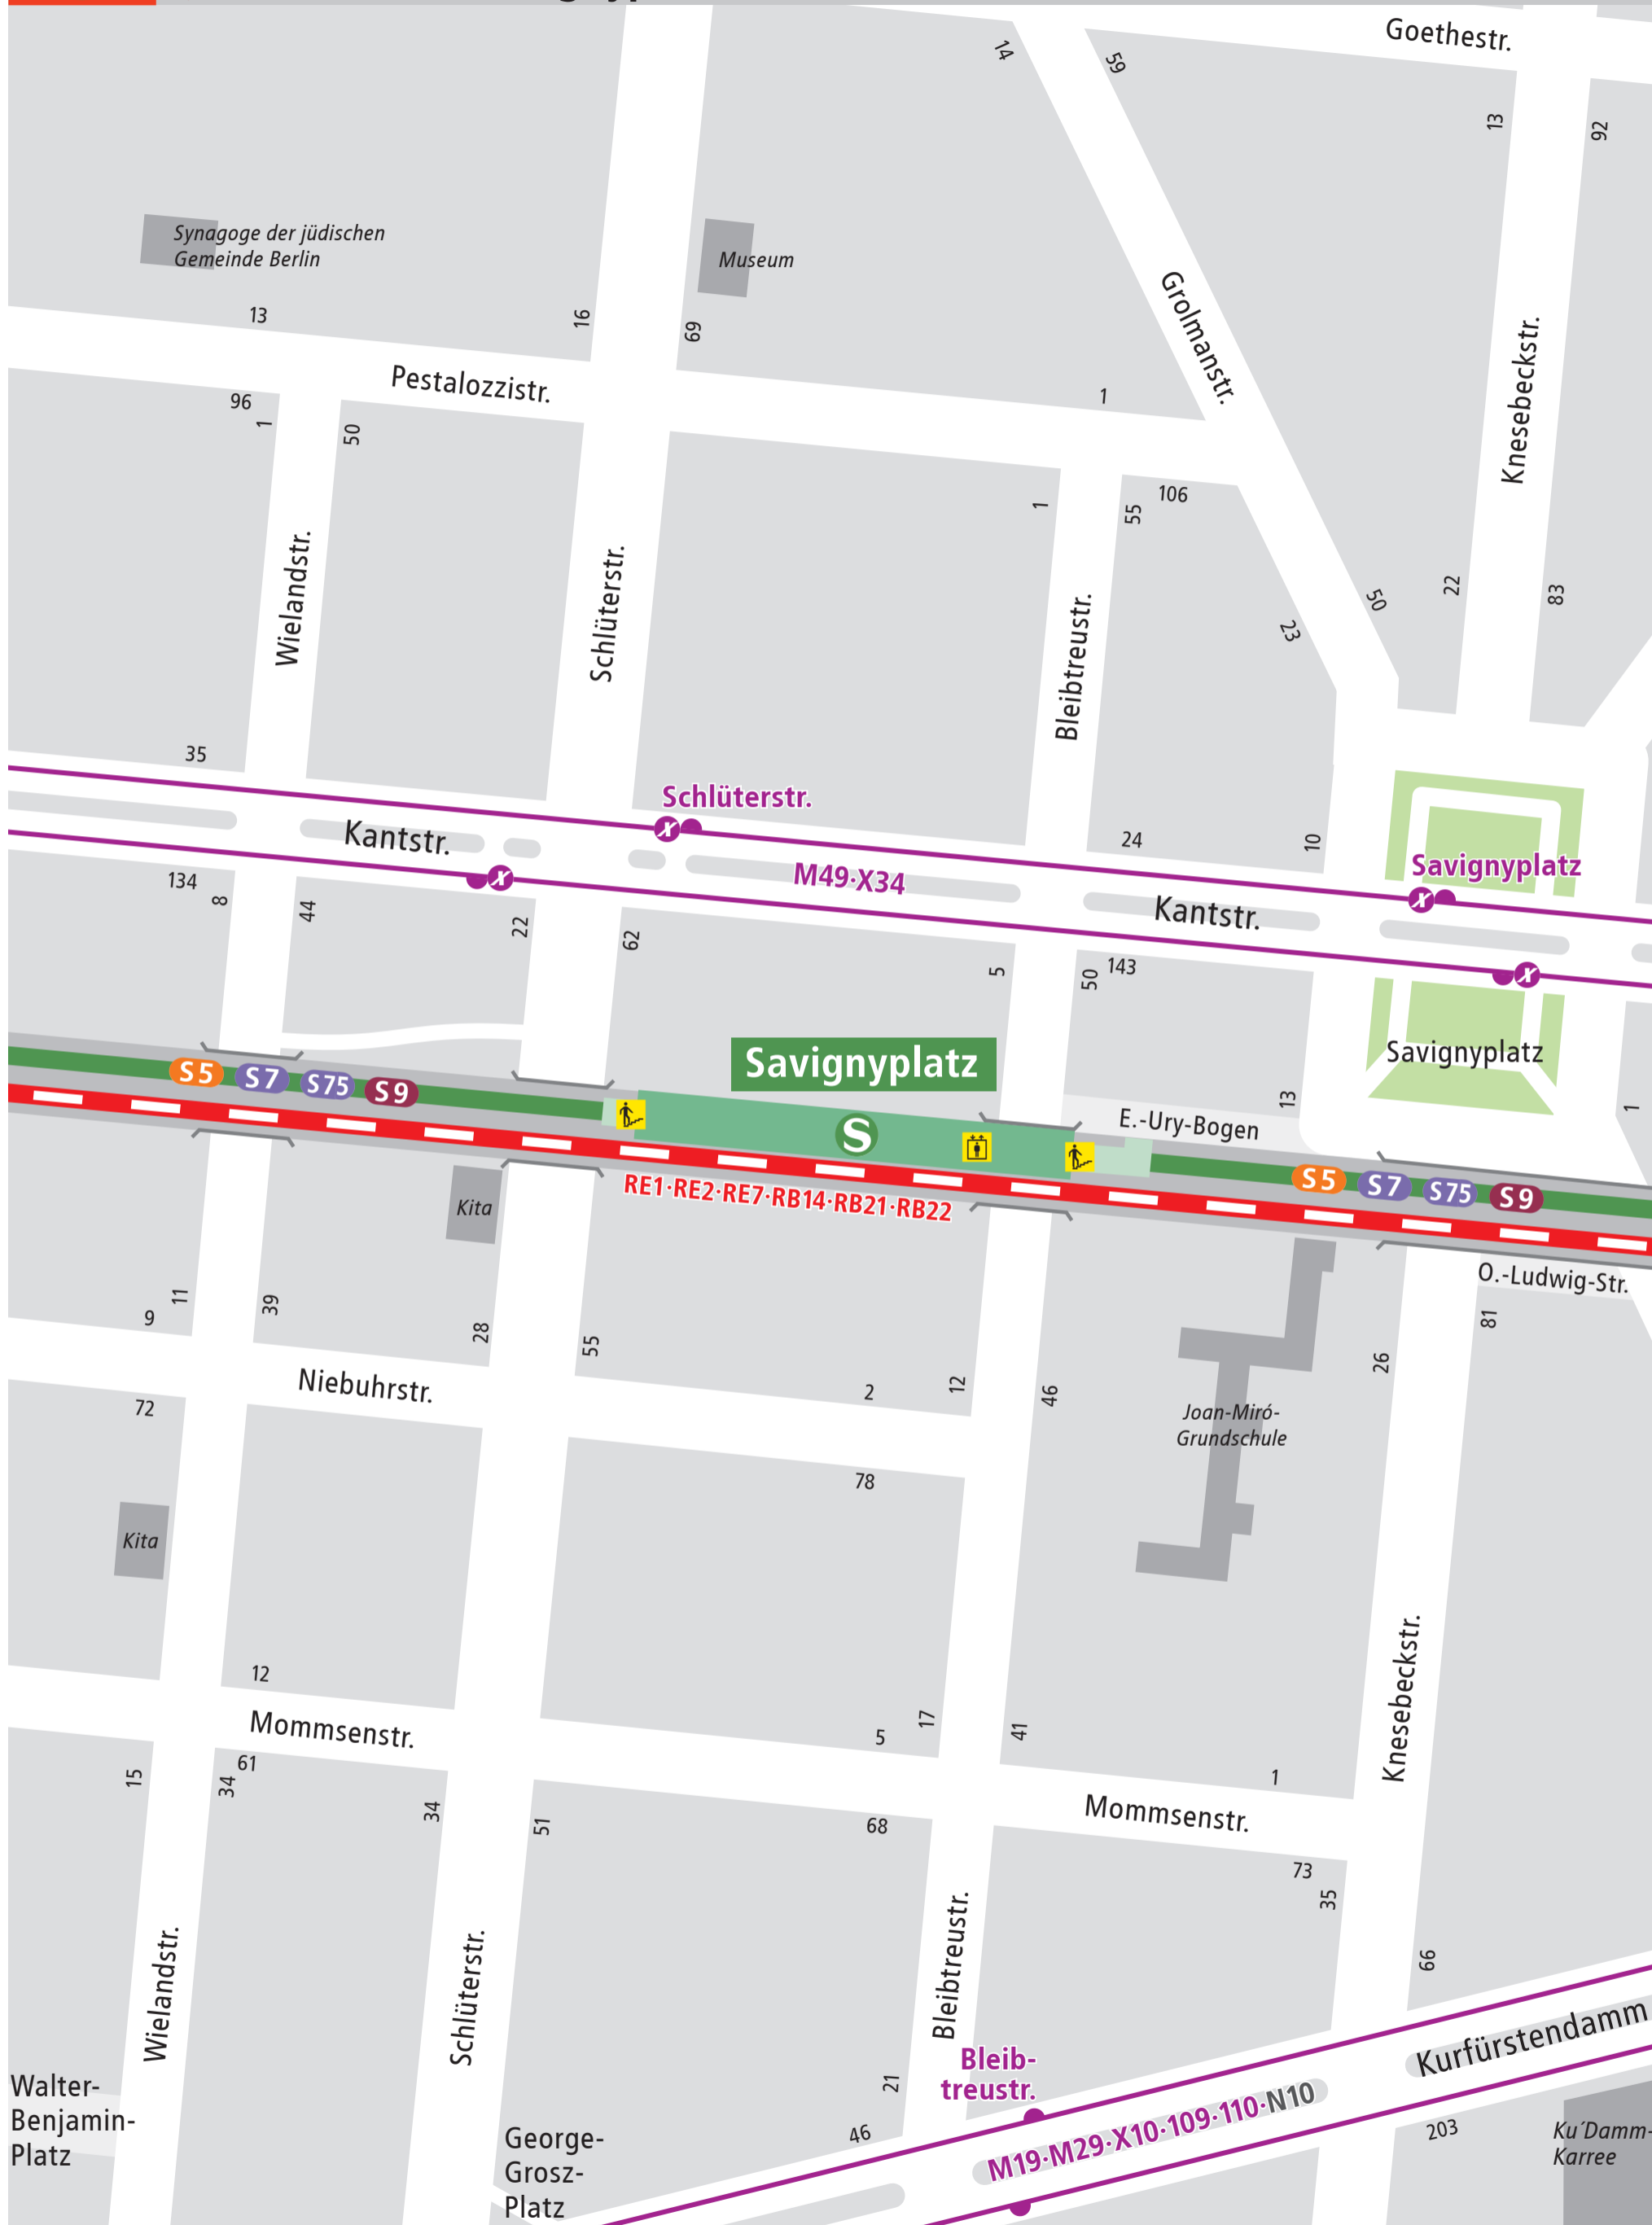 Goethestr.
14
59
13
92
Synagoge der jüdischen
Gemeinde Berlin
Museum
13
16
69
Grolmanstr.
Knesebeckstr.
Pestalozzistr.
96
1
50
1
1
55
106
Wielandstr.
Schlüterstr.
Bleibtreustr.
23
50
22
83
35
Schlüterstr.
Kantstr.
M49·X34
24
10
Savignyplatz
Kantstr.
134
8
44
22
62
5
50
143
Savignyplatz
Savignyplatz
S5
S7
S75
S9
S
E.-Ury-Bogen
13
1
S5
S7
S75
S9
RE1·RE2·RE7·RB14·RB21·RB22
Kita
O.-Ludwig-Str.
9
11
39
28
55
2
12
46
26
81
Niebuhrstr.
72
78
Joan-Miró-
Grundschule
Kita
12
Mommsenstr.
5
17
41
Knesebeckstr.
1
15
34
61
34
51
68
Mommsenstr.
73
35
Wielandstr.
Schlüterstr.
Bleibtreustr.
66
Kurfürstendamm
Bleib-
treustr.
21
Walter-
Benjamin-
Platz
George-
Grosz-
Platz
46
M19·M29·X10·109·110·N10
203
Ku´Damm-
Karree